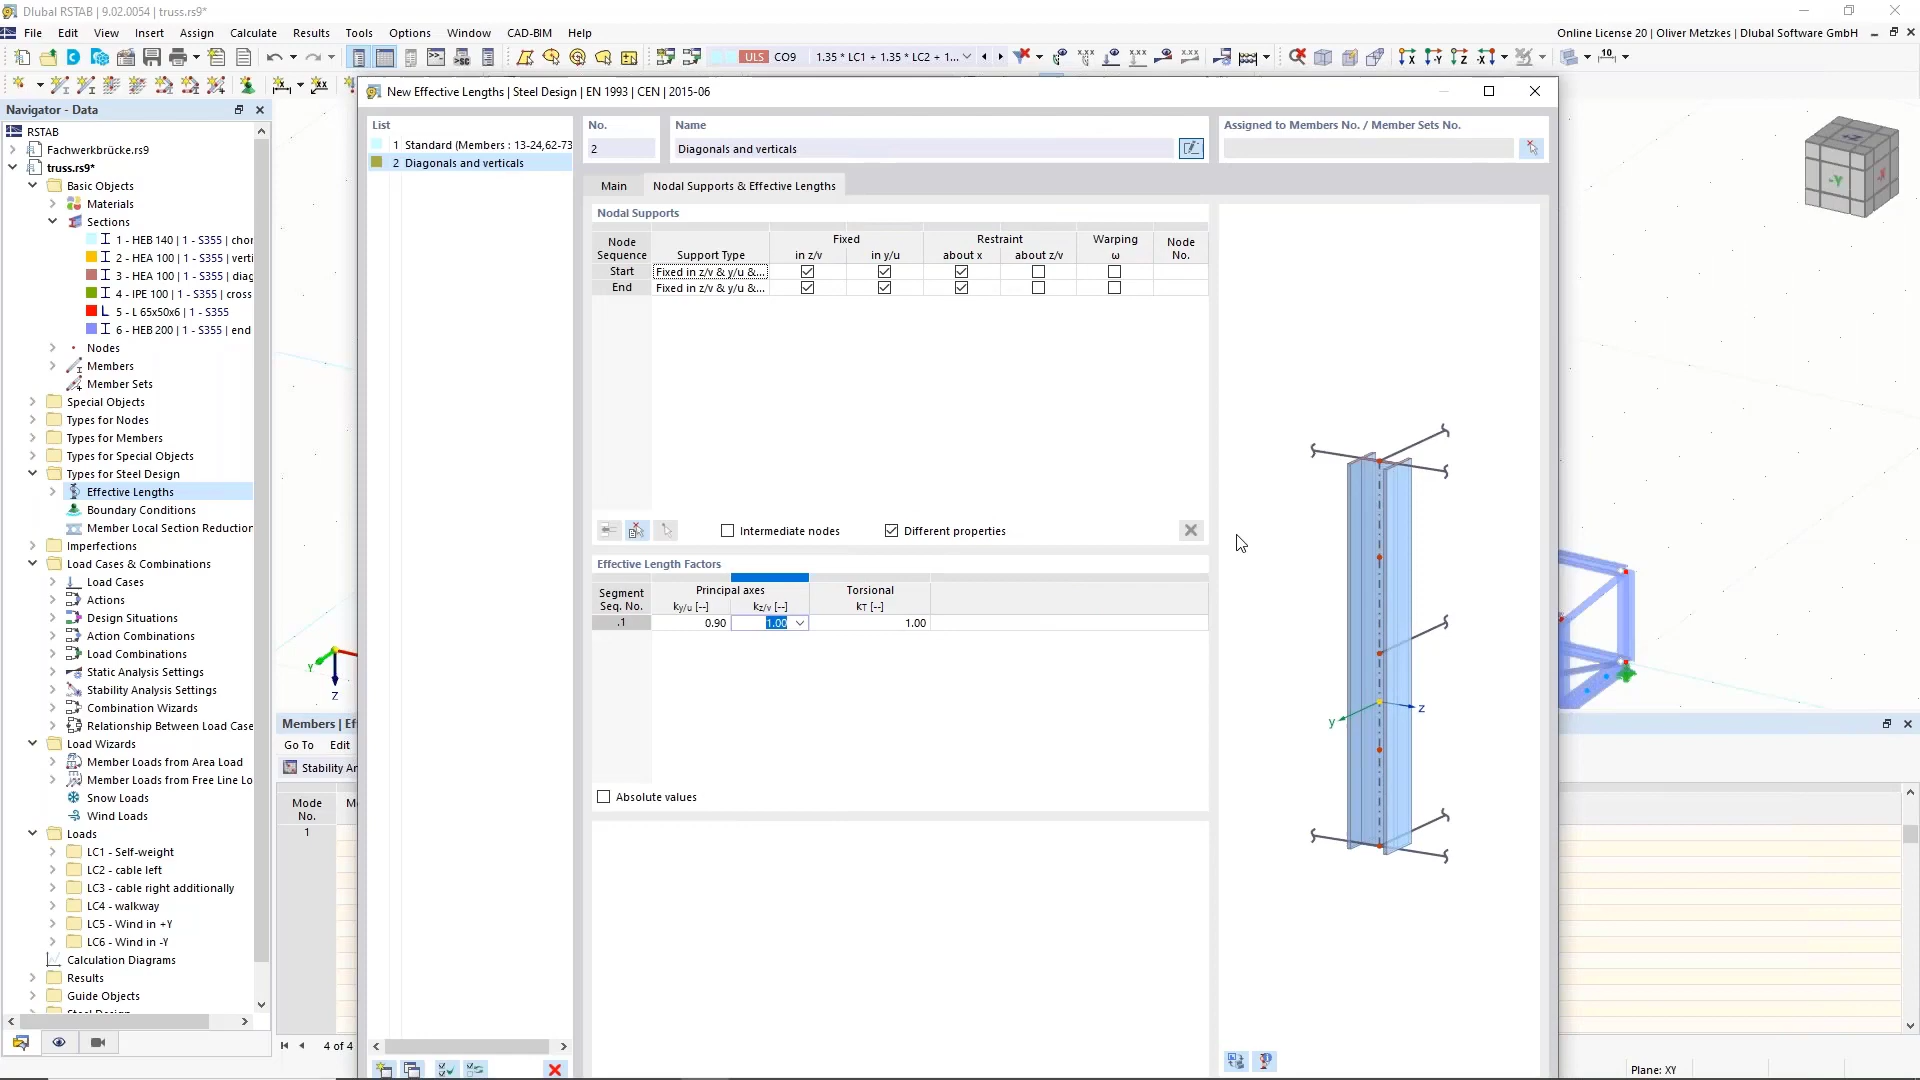 Dlubal RSTAB | 9.02.0054 | truss.rs9*
File Edit View Insert Assign Calculate Results Tools Options Window CAD-BIM Help
Online License 20 | Oliver Metzkes | Dlubal Software GmbH
ULS CO9 1.35 * LC1 + 1.35 * LC2 + 1...
Navigator - Data
RSTAB
Fachwerkbrücke.rs9
truss.rs9*
Basic Objects
Materials
Sections
1 - HEB 140 | 1 - S355 | chor
2 - HEA 100 | 1 - S355 | verti
3 - HEA 100 | 1 - S355 | diag
4 - IPE 100 | 1 - S355 | cross
5 - L 65x50x6 | 1 - S355
6 - HEB 200 | 1 - S355 | end
Nodes
Members
Member Sets
Special Objects
Types for Nodes
Types for Members
Types for Special Objects
Types for Steel Design
Effective Lengths
Boundary Conditions
Member Local Section Reduction
Imperfections
Load Cases & Combinations
Load Cases
Actions
Design Situations
Action Combinations
Load Combinations
Static Analysis Settings
Stability Analysis Settings
Combination Wizards
Relationship Between Load Case
Load Wizards
Member Loads from Area Load
Member Loads from Free Line Lo
Snow Loads
Wind Loads
Loads
LC1 - Self-weight
LC2 - cable left
LC3 - cable right additionally
LC4 - walkway
LC5 - Wind in +Y
LC6 - Wind in -Y
Calculation Diagrams
Results
Guide Objects
New Effective Lengths | Steel Design | EN 1993 | CEN | 2015-06
List
1 Standard (Members : 13-24,62-73
2 Diagonals and verticals
No.
2
Name
Diagonals and verticals
Assigned to Members No. / Member Sets No.
Main
Nodal Supports & Effective Lengths
Nodal Supports
Node Fixed Restraint Warping Node
Sequence Support Type in z/v in y/u about x about z/v ω No.
Start Fixed in z/v & y/u &...
End Fixed in z/v & y/u &...
Intermediate nodes
Different properties
Effective Length Factors
Segment Principal axes Torsional
Seq. No. ky/u [--] kz/v [--] kT [--]
.1 0.90 1.00 1.00
Absolute values
y
z
Y
Z
+Z
-Y
-X
Members | Ef
Go To Edit
Stability An
Mode
No.
1
4 of 4
Plane: XY